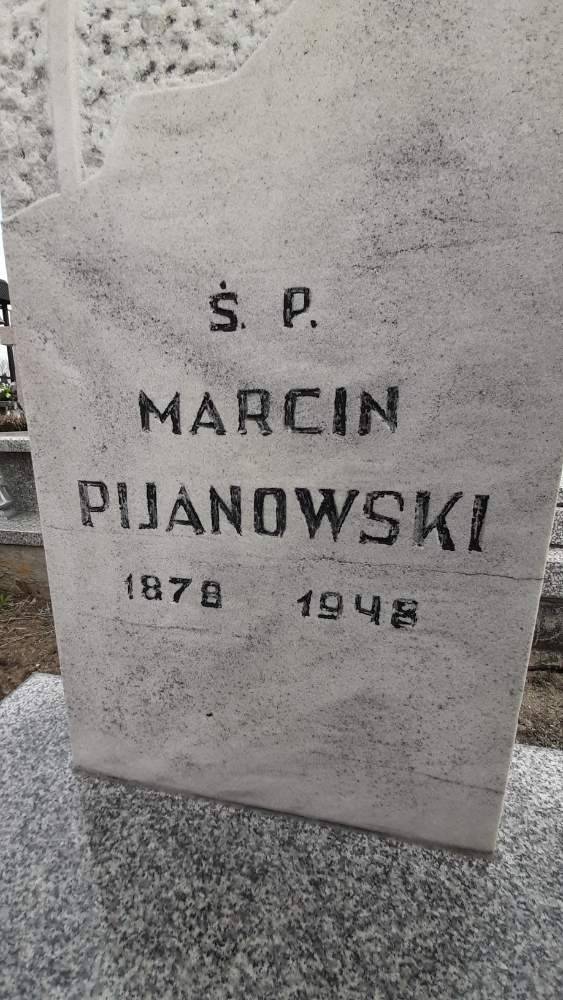 Ś. P.
MARCIN
PIJANOWSKI
1878 1948